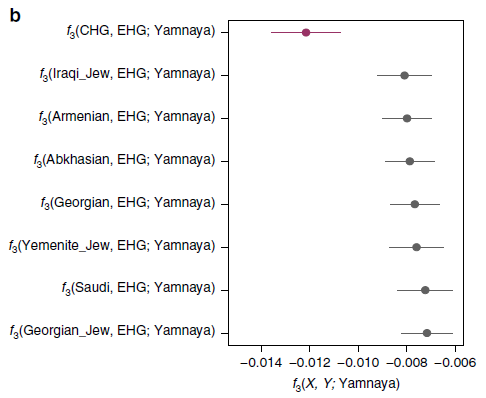 b
f₃(CHG, EHG; Yamnaya)
f₃(Iraqi_Jew, EHG; Yamnaya)
f₃(Armenian, EHG; Yamnaya)
f₃(Abkhasian, EHG; Yamnaya)
f₃(Georgian, EHG; Yamnaya)
f₃(Yemenite_Jew, EHG; Yamnaya)
f₃(Saudi, EHG; Yamnaya)
f₃(Georgian_Jew, EHG; Yamnaya)
−0.014 −0.012 −0.010 −0.008 −0.006
f₃(X, Y; Yamnaya)